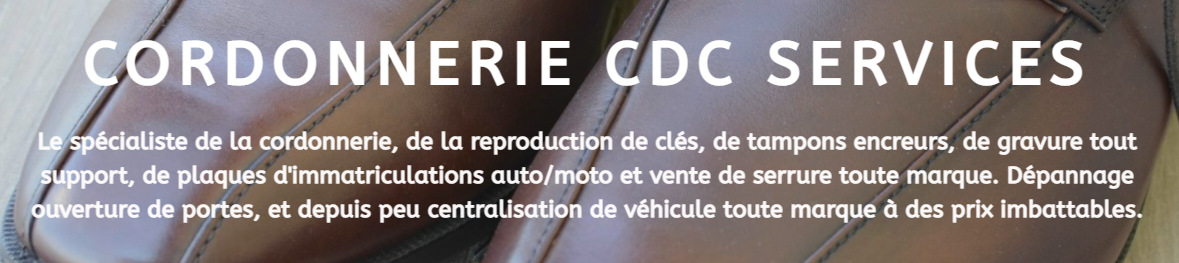 CORDONNERIE CDC SERVICES
Le spécialiste de la cordonnerie, de la reproduction de clés, de tampons encreurs, de gravure tout
support, de plaques d'immatriculations auto/moto et vente de serrure toute marque. Dépannage
ouverture de portes, et depuis peu centralisation de véhicule toute marque à des prix imbattables.